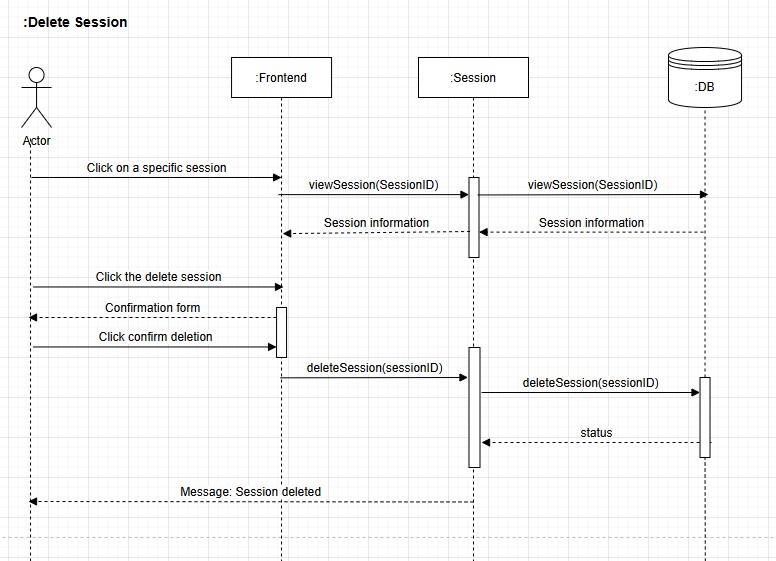 :Delete Session
:Frontend
:Session
:DB
Actor
Click on a specific session
viewSession(SessionID)
viewSession(SessionID)
Session information
Session information
Click the delete session
Confirmation form
Click confirm deletion
deleteSession(sessionID)
deleteSession(sessionID)
status
Message: Session deleted